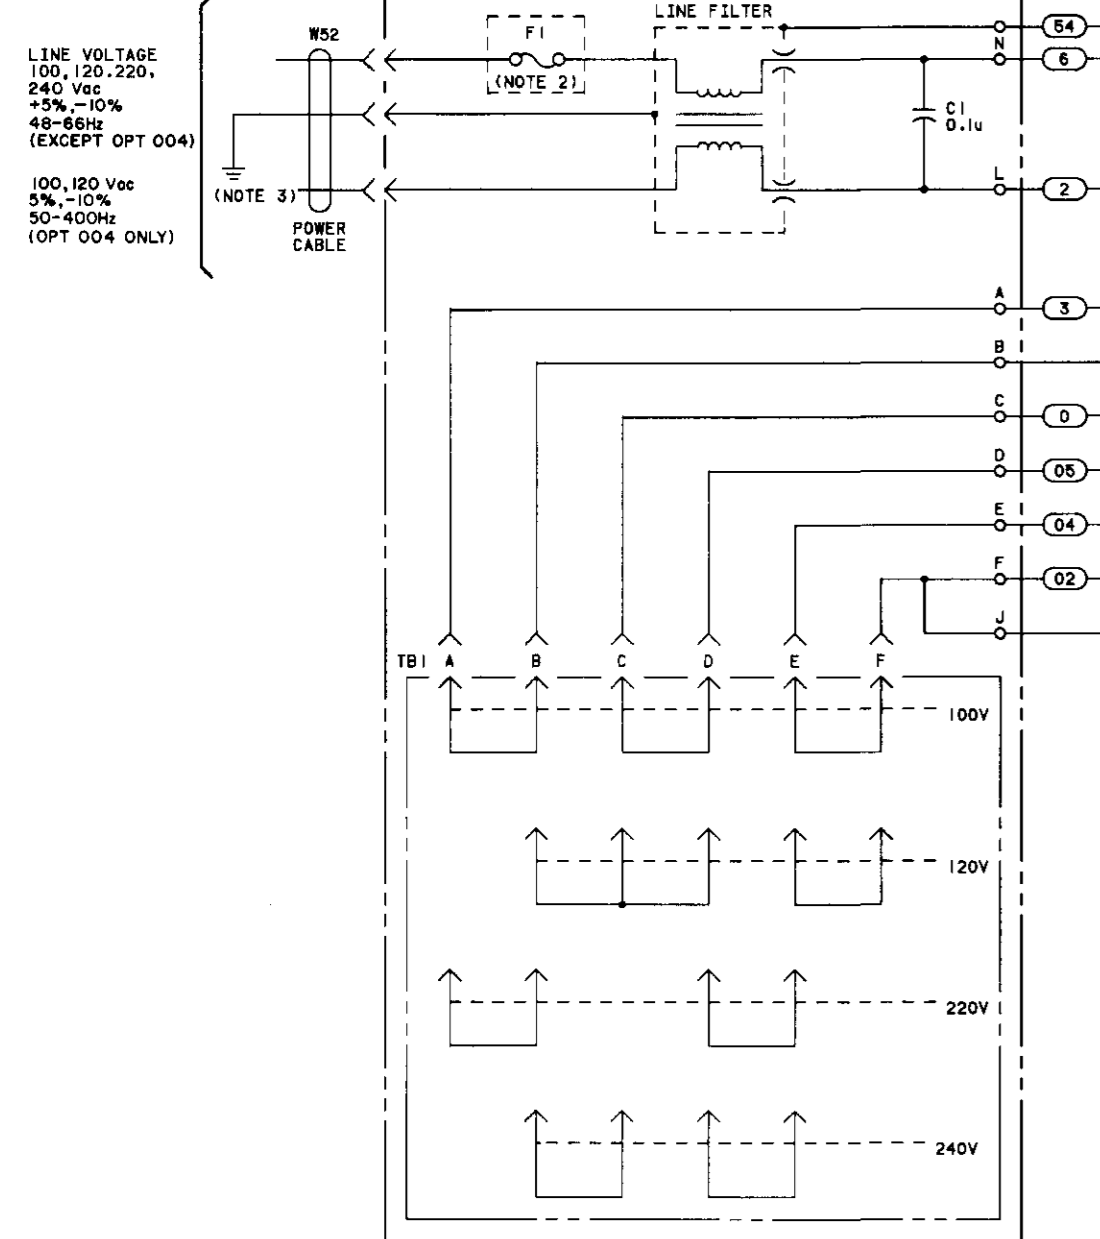 LINE VOLTAGE
100,120.220,
240 Vac
+5%,-10%
48-66Hz
(EXCEPT OPT 004)
100,120 Vac
5%,-10%
50-400Hz
(OPT 004 ONLY)
W52
(NOTE 3)
POWER
CABLE
F1
(NOTE 2)
LINE FILTER
C1
0.1u
54
N
6
L
2
A
3
B
C
0
D
05
E
04
F
02
J
TB1 A B C D E F
100V
120V
220V
240V